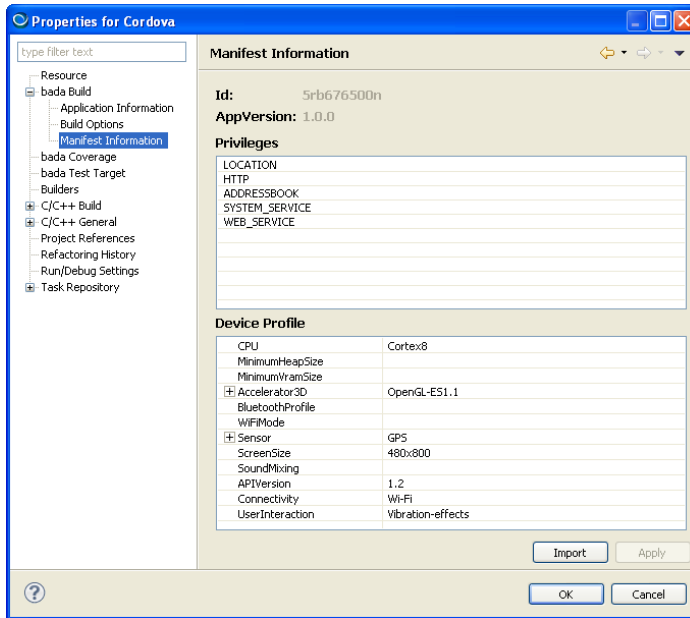 Properties for Cordova
type filter text
Resource
bada Build
Application Information
Build Options
Manifest Information
bada Coverage
bada Test Target
Builders
C/C++ Build
C/C++ General
Project References
Refactoring History
Run/Debug Settings
Task Repository
Manifest Information
Id: 5rb676500n
AppVersion: 1.0.0
Privileges
LOCATION
HTTP
ADDRESSBOOK
SYSTEM_SERVICE
WEB_SERVICE
Device Profile
CPU Cortex8
MinimumHeapSize
MinimumVramSize
Accelerator3D OpenGL-ES1.1
BluetoothProfile
WiFiMode
Sensor GPS
ScreenSize 480x800
SoundMixing
APIVersion 1.2
Connectivity Wi-Fi
UserInteraction Vibration-effects
Import Apply
? OK Cancel